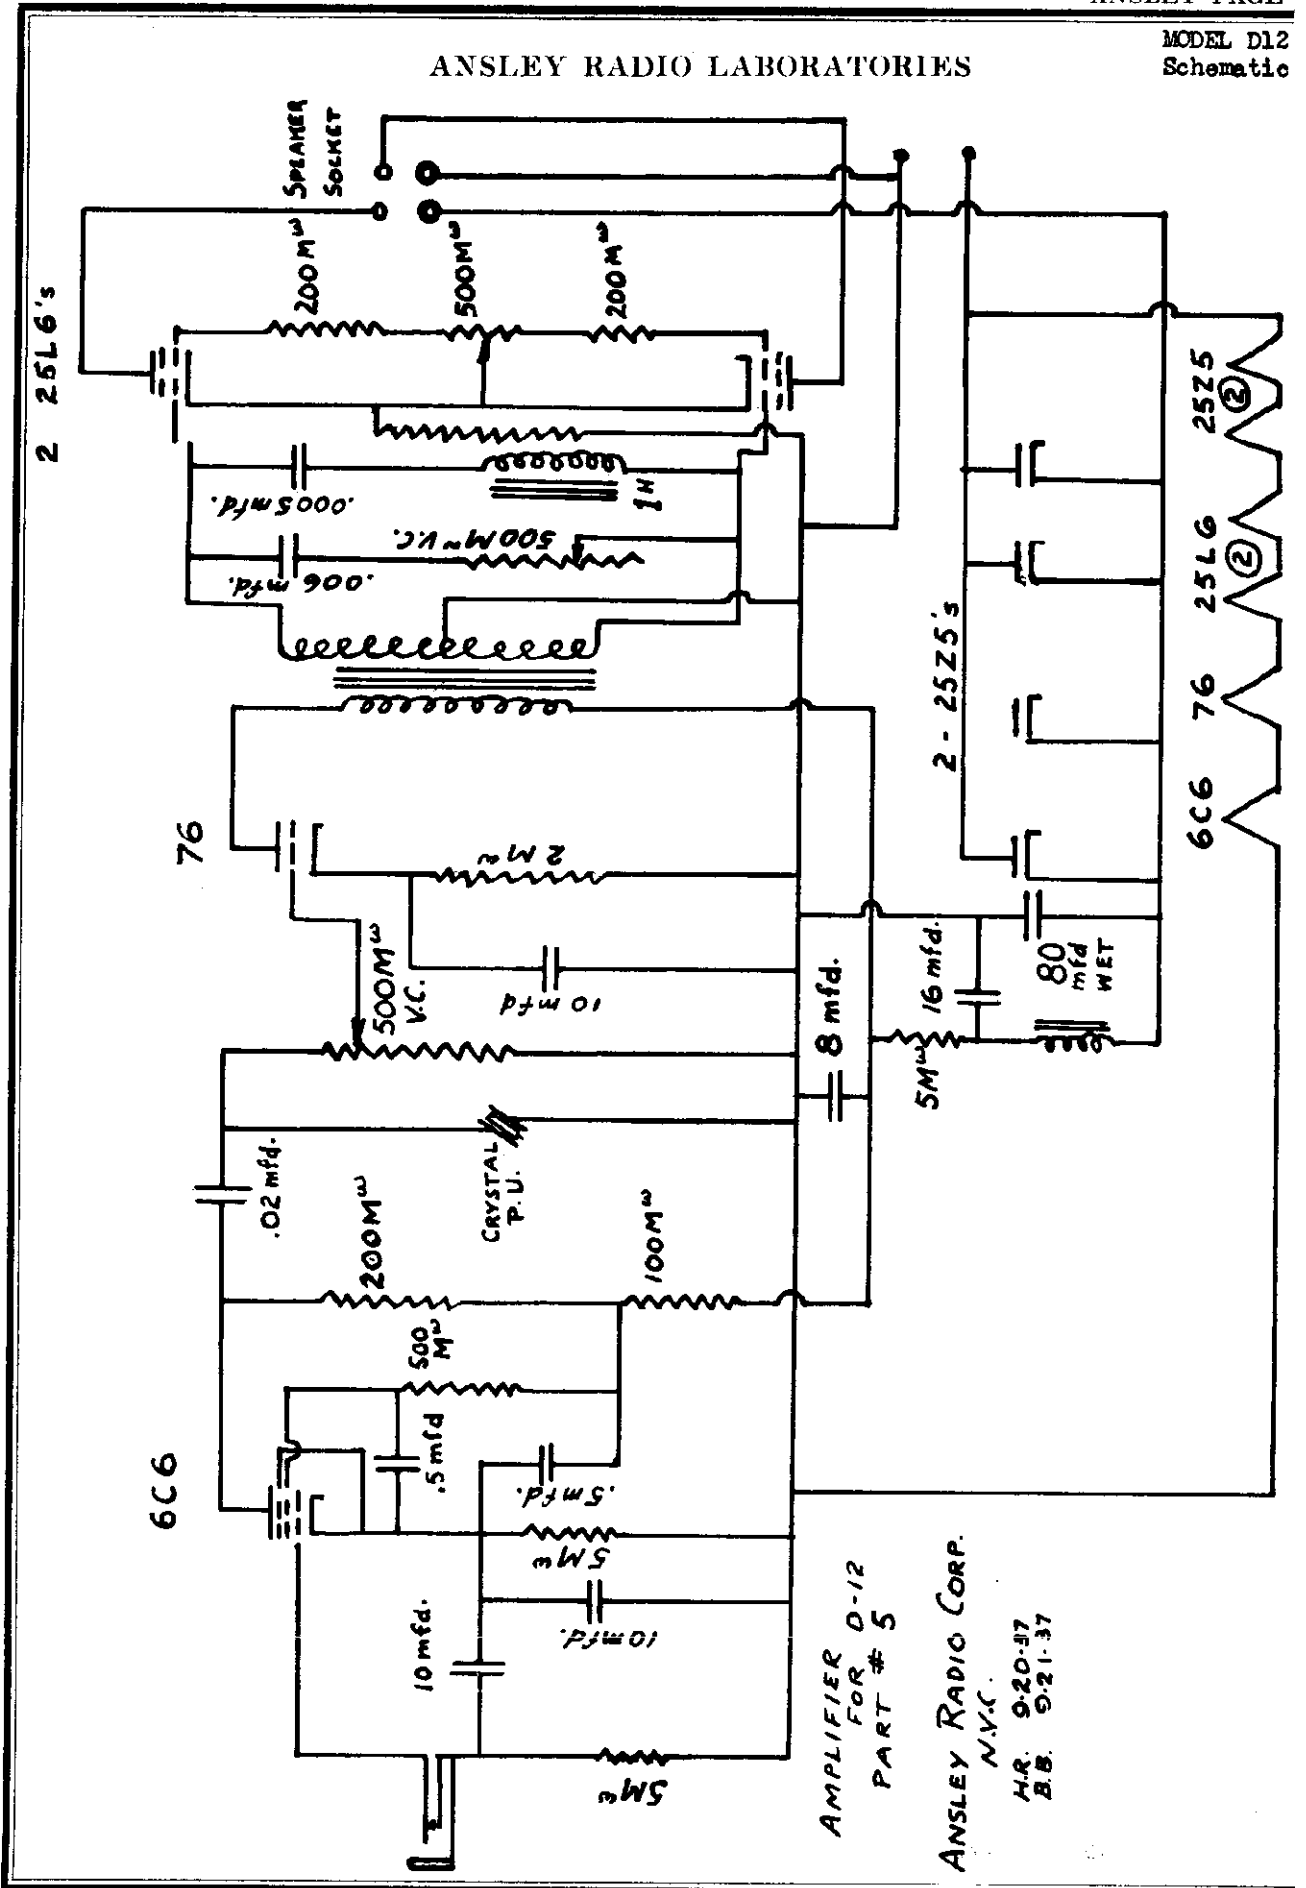 ANSLEY RADIO LABORATORIES
MODEL D12
Schematic
6C6
76
2 25L6's
SPEAKER
SOCKET
200Mω
500Mω
200Mω
.0005 mfd.
1H
.006 mfd.
500Mω V.C.
2Mω
500Mω
V.C.
10 mfd
.02 mfd.
CRYSTAL
P.U.
200Mω
100Mω
500
Mω
.5 mfd
.5 mfd.
5Mω
10 mfd.
10 mfd.
5Mω
8 mfd.
16 mfd.
5Mω
80
mfd
WET
2 - 25Z5's
6C6
76
25L6
2
25Z5
2
AMPLIFIER
FOR D-12
PART # 5
ANSLEY RADIO CORP.
N.Y.C.
H.R. 9-20-37
B.B. 9-21-37